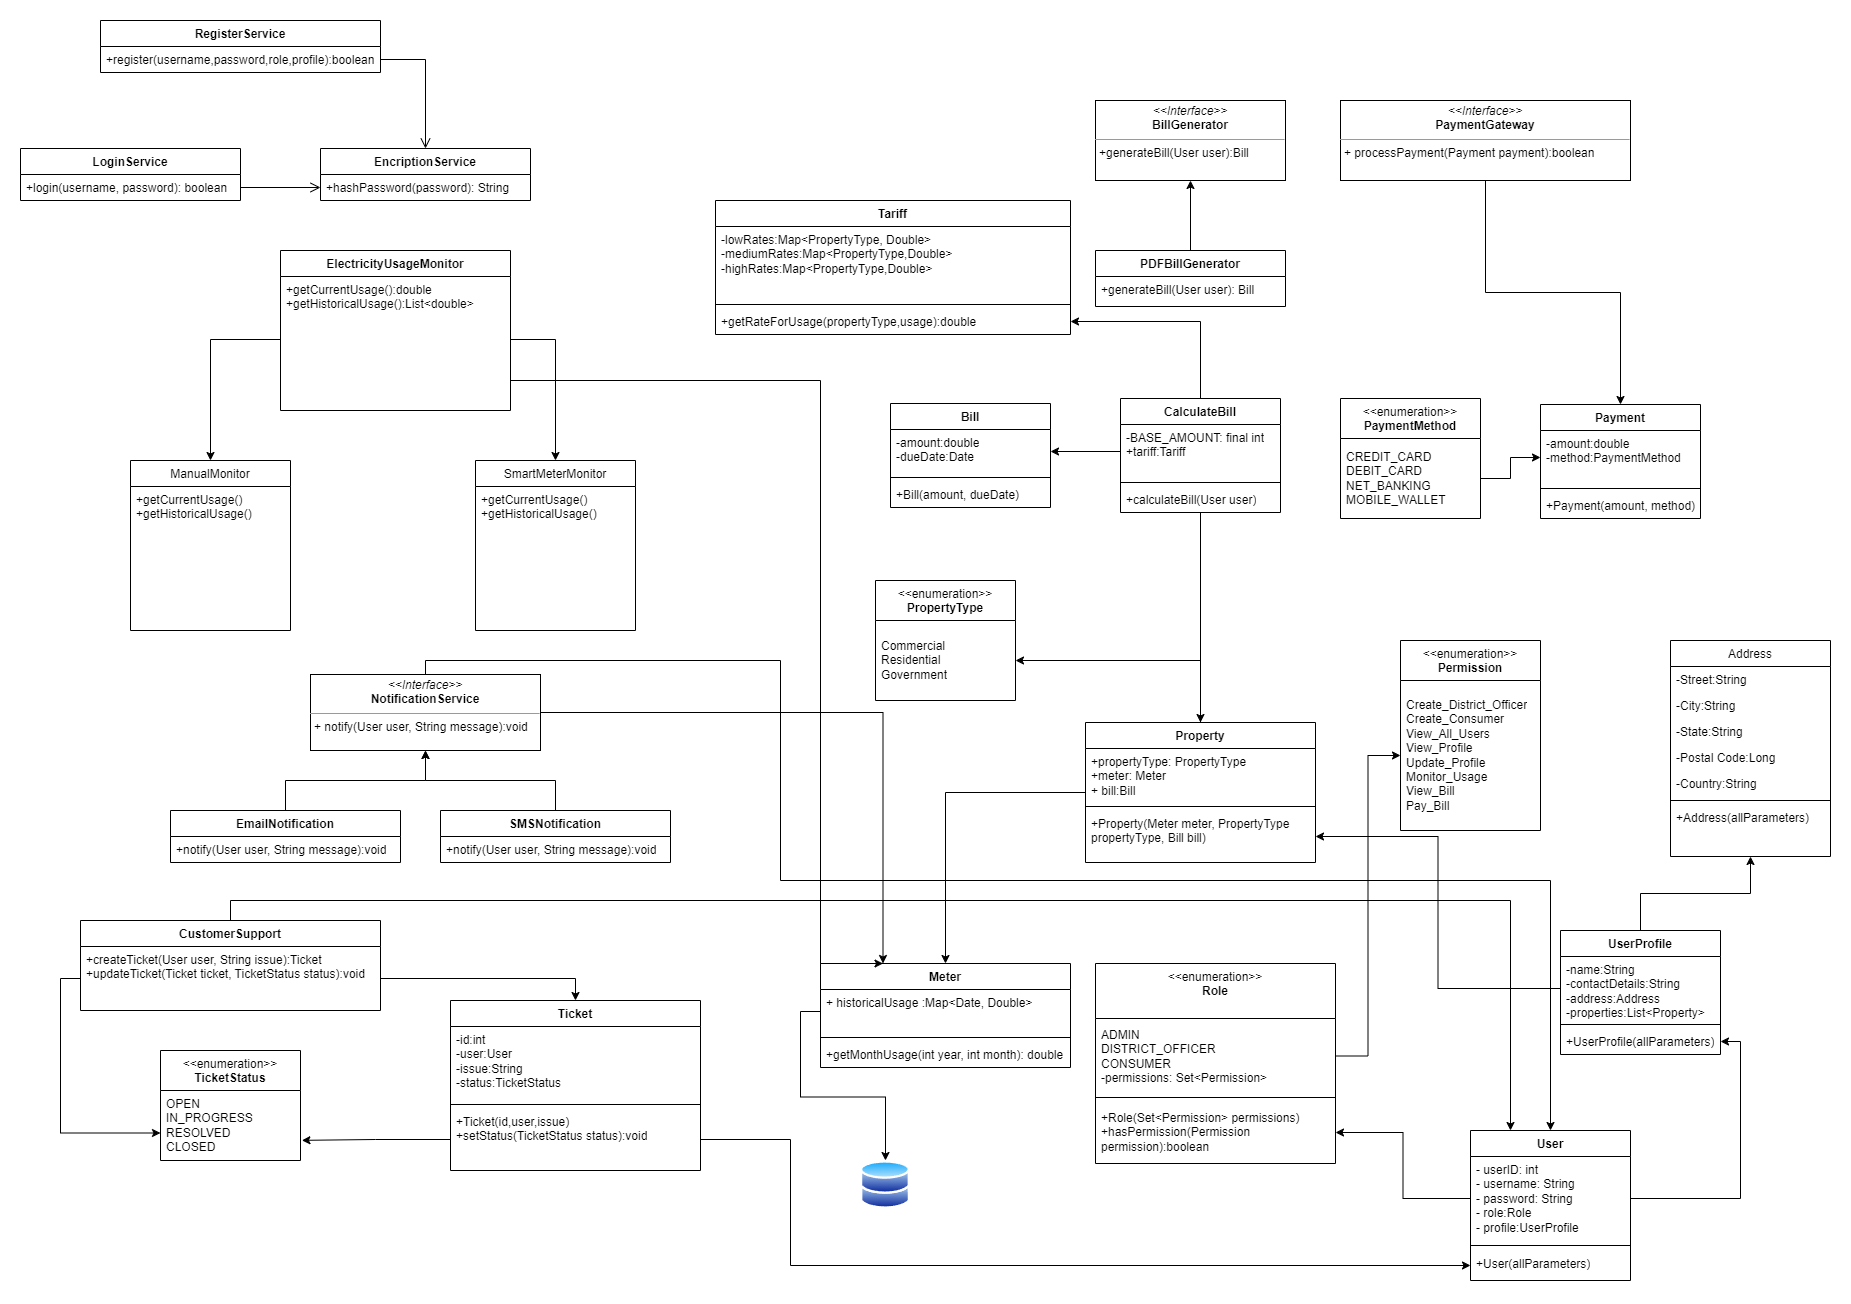 RegisterService
+register(username,password,role,profile):boolean
LoginService
+login(username, password): boolean
EncriptionService
+hashPassword(password): String
<<Interface>>
BillGenerator
+generateBill(User user):Bill
<<Interface>>
PaymentGateway
+ processPayment(Payment payment):boolean
Tariff
-lowRates:Map<PropertyType, Double>
-mediumRates:Map<PropertyType,Double>
-highRates:Map<PropertyType,Double>
+getRateForUsage(propertyType,usage):double
PDFBillGenerator
+generateBill(User user): Bill
ElectricityUsageMonitor
+getCurrentUsage():double
+getHistoricalUsage():List<double>
ManualMonitor
+getCurrentUsage()
+getHistoricalUsage()
SmartMeterMonitor
+getCurrentUsage()
+getHistoricalUsage()
Bill
-amount:double
-dueDate:Date
+Bill(amount, dueDate)
CalculateBill
-BASE_AMOUNT: final int
+tariff:Tariff
+calculateBill(User user)
<<enumeration>>
PaymentMethod
CREDIT_CARD
DEBIT_CARD
NET_BANKING
MOBILE_WALLET
Payment
-amount:double
-method:PaymentMethod
+Payment(amount, method)
<<enumeration>>
PropertyType
Commercial
Residential
Government
<<Interface>>
NotificationService
+ notify(User user, String message):void
EmailNotification
+notify(User user, String message):void
SMSNotification
+notify(User user, String message):void
Property
+propertyType: PropertyType
+meter: Meter
+ bill:Bill
+Property(Meter meter, PropertyType
propertyType, Bill bill)
<<enumeration>>
Permission
Create_District_Officer
Create_Consumer
View_All_Users
View_Profile
Update_Profile
Monitor_Usage
View_Bill
Pay_Bill
Address
-Street:String
-City:String
-State:String
-Postal Code:Long
-Country:String
+Address(allParameters)
CustomerSupport
+createTicket(User user, String issue):Ticket
+updateTicket(Ticket ticket, TicketStatus status):void
Ticket
-id:int
-user:User
-issue:String
-status:TicketStatus
+Ticket(id,user,issue)
+setStatus(TicketStatus status):void
<<enumeration>>
TicketStatus
OPEN
IN_PROGRESS
RESOLVED
CLOSED
Meter
+ historicalUsage :Map<Date, Double>
+getMonthUsage(int year, int month): double
<<enumeration>>
Role
ADMIN
DISTRICT_OFFICER
CONSUMER
-permissions: Set<Permission>
+Role(Set<Permission> permissions)
+hasPermission(Permission
permission):boolean
UserProfile
-name:String
-contactDetails:String
-address:Address
-properties:List<Property>
+UserProfile(allParameters)
User
- userID: int
- username: String
- password: String
- role:Role
- profile:UserProfile
+User(allParameters)